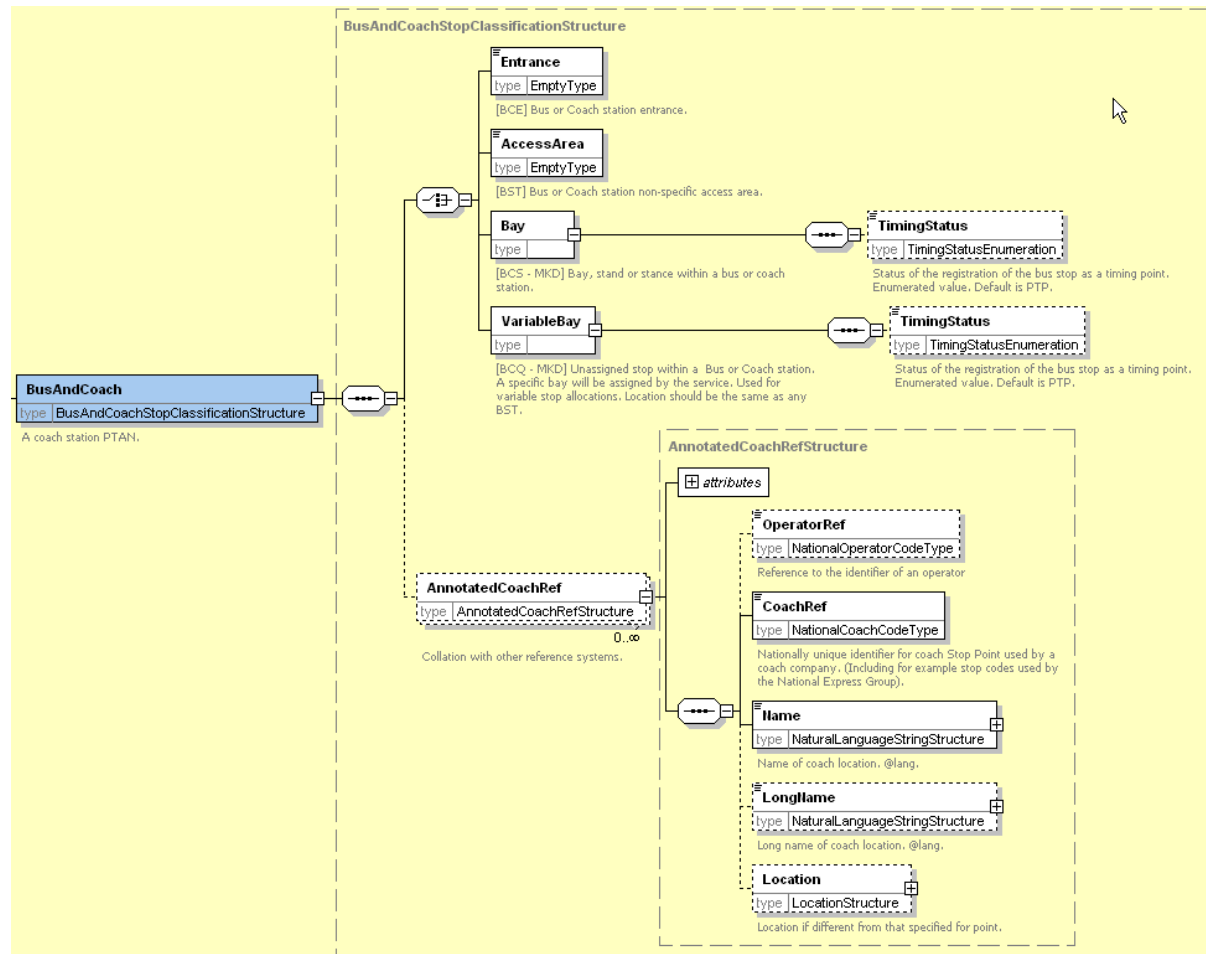 BusAndCoachStopClassificationStructure
Entrance
type EmptyType
[BCE] Bus or Coach station entrance.
AccessArea
type EmptyType
[BST] Bus or Coach station non-specific access area.
Bay
type
[BCS - MKD] Bay, stand or stance within a bus or coach
station.
TimingStatus
type TimingStatusEnumeration
Status of the registration of the bus stop as a timing point.
Enumerated value. Default is PTP.
VariableBay
type
[BCQ - MKD] Unassigned stop within a Bus or Coach station.
A specific bay will be assigned by the service. Used for
variable stop allocations. Location should be the same as any
BST.
TimingStatus
type TimingStatusEnumeration
Status of the registration of the bus stop as a timing point.
Enumerated value. Default is PTP.
BusAndCoach
type BusAndCoachStopClassificationStructure
A coach station PTAN.
AnnotatedCoachRef
type AnnotatedCoachRefStructure
0..∞
Collation with other reference systems.
AnnotatedCoachRefStructure
attributes
OperatorRef
type NationalOperatorCodeType
Reference to the identifier of an operator
CoachRef
type NationalCoachCodeType
Nationally unique identifier for coach Stop Point used by a
coach company. (Including for example stop codes used by
the National Express Group).
Name
type NaturalLanguageStringStructure
Name of coach location. @lang.
LongName
type NaturalLanguageStringStructure
Long name of coach location. @lang.
Location
type LocationStructure
Location if different from that specified for point.